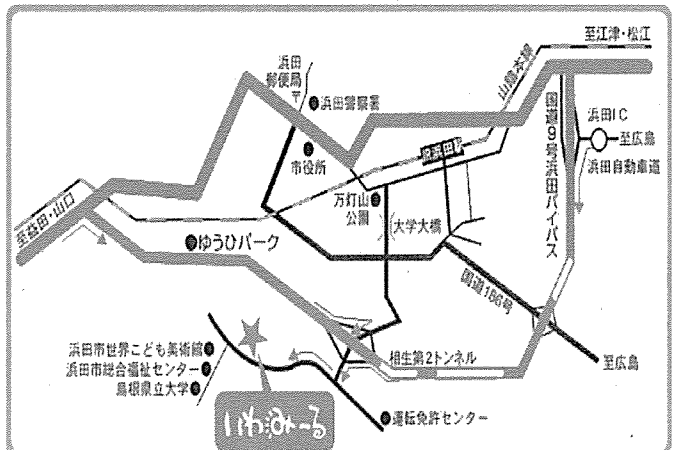 至江津・松江
浜田
郵便局
〒
浜田警察署
山陰本線
国道9号浜田バイパス
浜田IC
至広島
浜田自動車道
JR浜田駅
市役所
万灯山
公園
大学大橋
至益田・山口
ゆうひパーク
国道186号
浜田市世界こども美術館
浜田市総合福祉センター
島根県立大学
相生第2トンネル
至広島
いわみーる
運転免許センター